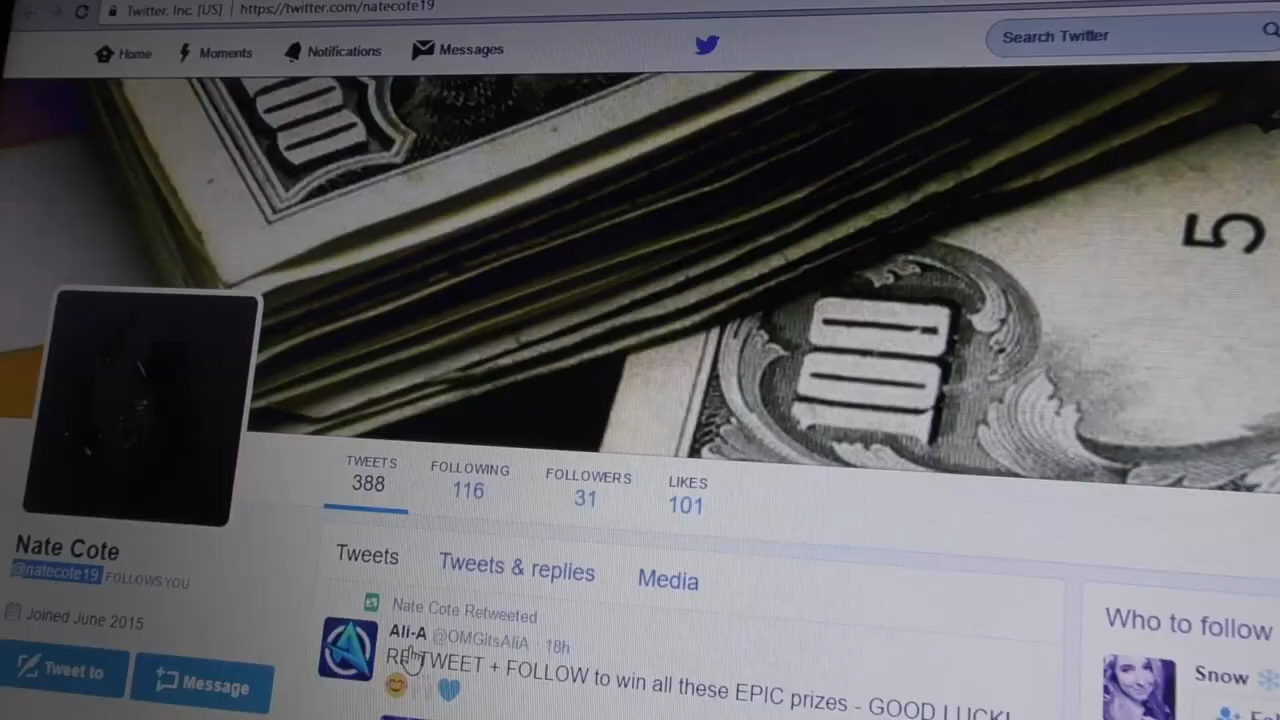 Twitter, Inc. [US] | https://twitter.com/natecote19
Home Moments Notifications Messages Search Twitter
100
5
100
TWEETS FOLLOWING FOLLOWERS LIKES
388 116 31 101
Nate Cote
@natecote19 FOLLOWS YOU
Joined June 2015
Tweet to Message
Tweets Tweets & replies Media
Nate Cote Retweeted
Ali-A @OMGitsAliA · 18h
RETWEET + FOLLOW to win all these EPIC prizes - GOOD LUCK!
Who to follow
Snow